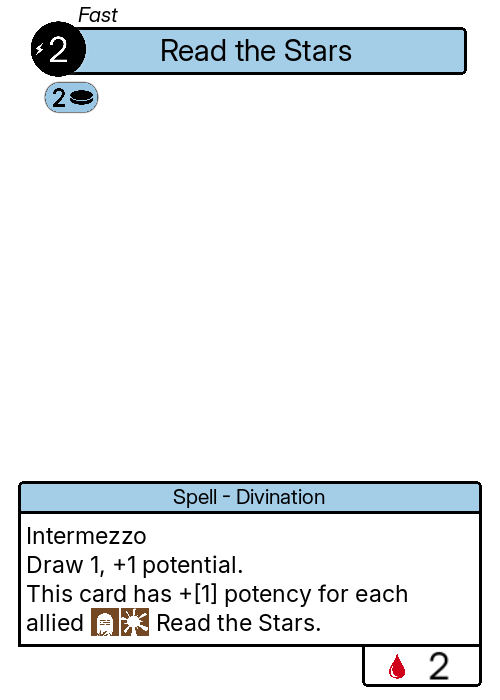 Fast
2
Read the Stars
2
Spell - Divination
Intermezzo
Draw 1, +1 potential.
This card has +[1] potency for each
allied Read the Stars.
2